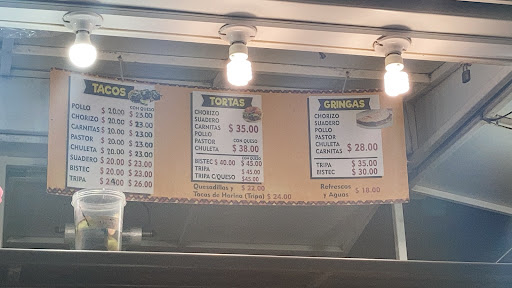 TACOS
CON QUESO
POLLO $ 20.00 $ 25.00
CHORIZO $ 20.00 $ 23.00
CARNITAS $ 20.00 $ 23.00
PASTOR $ 20.00 $ 23.00
CHULETA $ 20.00 $ 23.00
SUADERO $ 20.00 $ 23.00
BISTEC $ 20.00 $ 23.00
TRIPA $ 24.00 $ 26.00
TORTAS
CHORIZO
SUADERO
CARNITAS $ 35.00
POLLO
PASTOR CON QUESO
CHULETA $ 38.00
CON QUESO
BISTEC $ 40.00 $ 45.00
TRIPA $ 45.00
TRIPA C/QUESO $45.00
Quesadillas y $ 22.00
Tacos de Harina (Tripa) $ 24.00
GRINGAS
CHORIZO
SUADERO
POLLO
PASTOR
CHULETA
CARNITAS $ 28.00
TRIPA $ 35.00
BISTEC $ 30.00
Refrescos
y Aguas $ 18.00